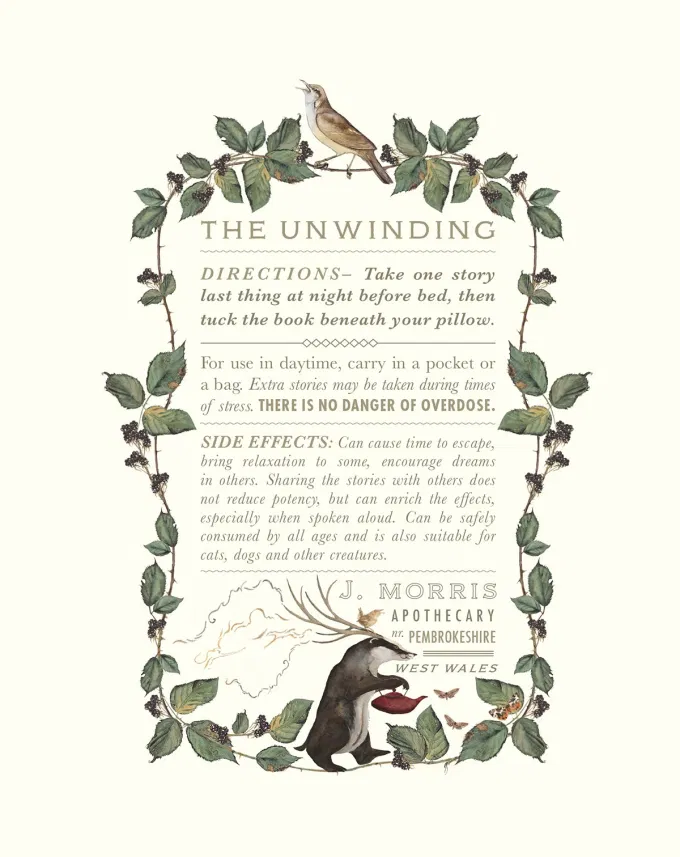 THE UNWINDING
DIRECTIONS– Take one story
last thing at night before bed, then
tuck the book beneath your pillow.
For use in daytime, carry in a pocket or
a bag. Extra stories may be taken during times
of stress. THERE IS NO DANGER OF OVERDOSE.
SIDE EFFECTS: Can cause time to escape,
bring relaxation to some, encourage dreams
in others. Sharing the stories with others does
not reduce potency, but can enrich the effects,
especially when spoken aloud. Can be safely
consumed by all ages and is also suitable for
cats, dogs and other creatures.
J. MORRIS
APOTHECARY
nr. PEMBROKESHIRE
WEST WALES